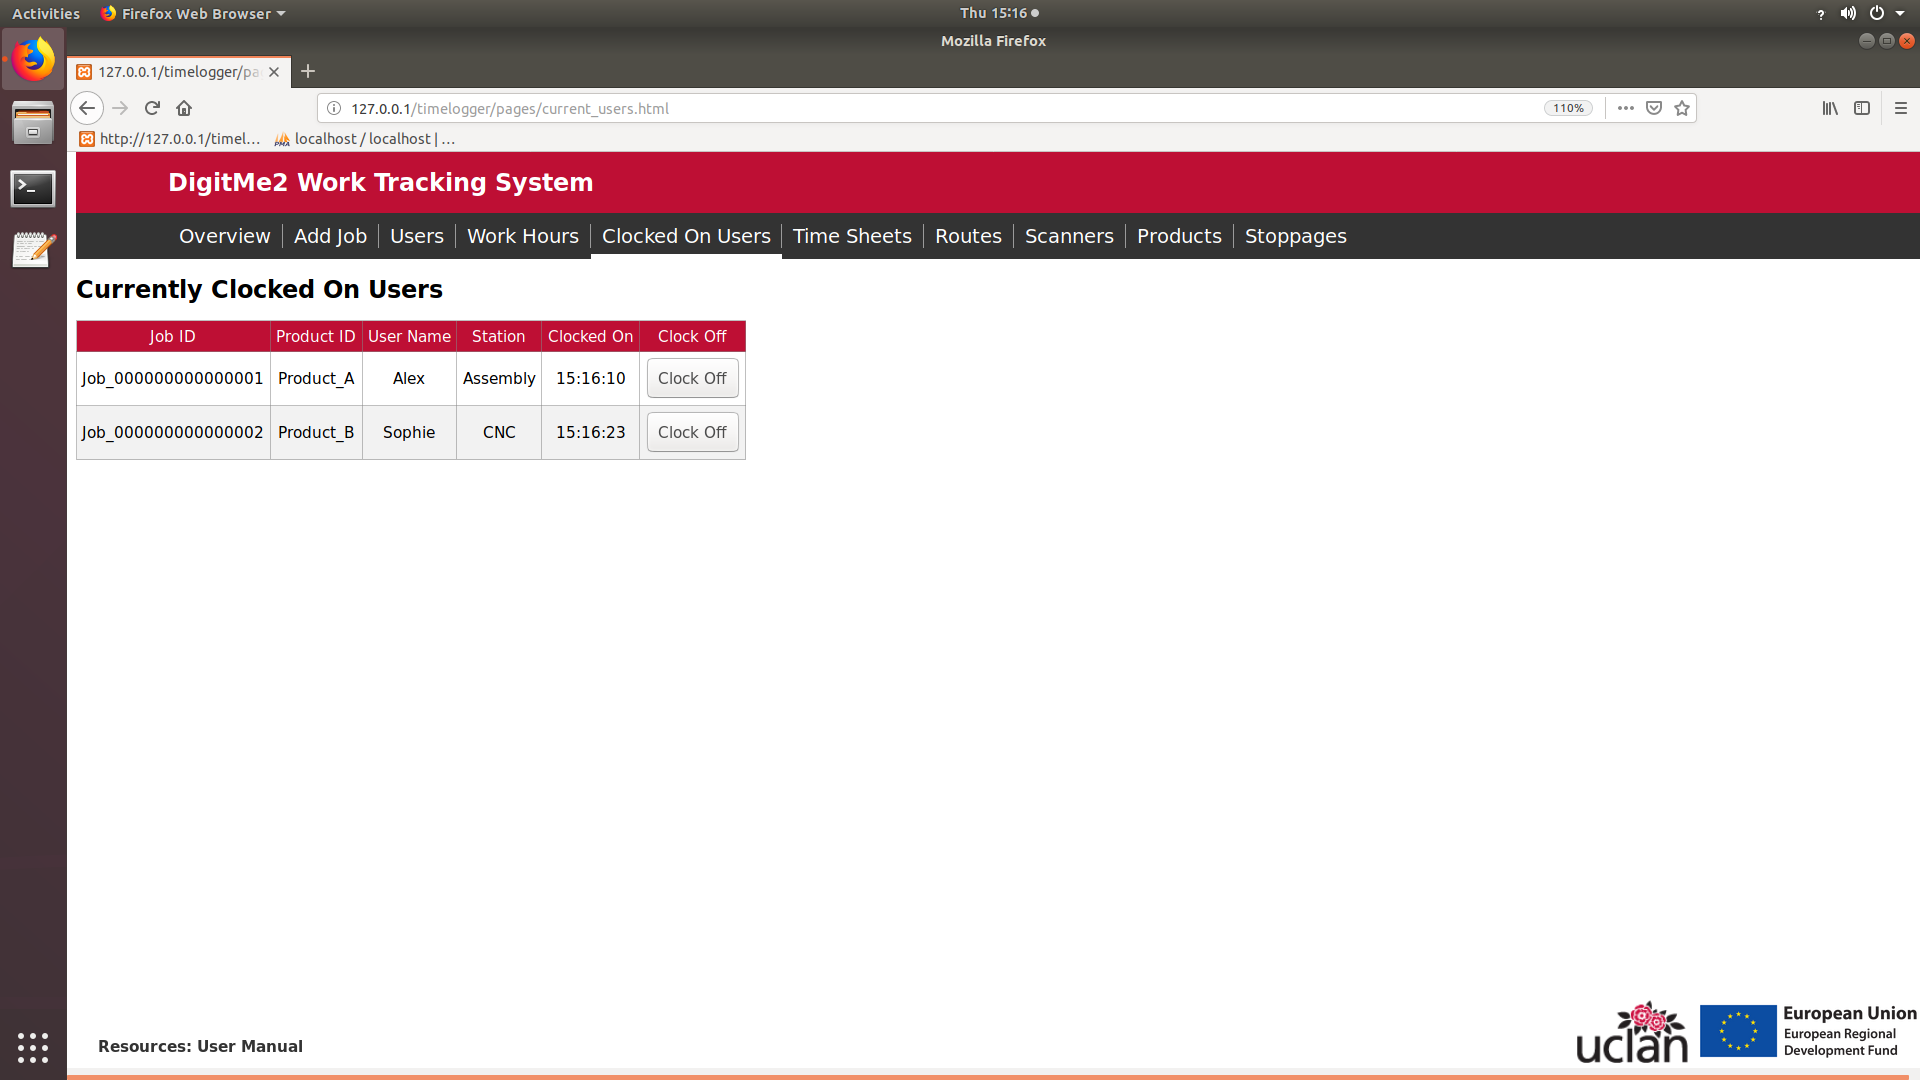 Activities Firefox Web Browser Thu 15:16 ?
Mozilla Firefox
127.0.0.1/timelogger/pa
127.0.0.1/timelogger/pages/current_users.html 110%
http://127.0.0.1/timel… PMA localhost / localhost | …
DigitMe2 Work Tracking System
Overview Add Job Users Work Hours Clocked On Users Time Sheets Routes Scanners Products Stoppages
Currently Clocked On Users
Job ID Product ID User Name Station Clocked On Clock Off
Job_000000000000001 Product_A Alex Assembly 15:16:10 Clock Off
Job_000000000000002 Product_B Sophie CNC 15:16:23 Clock Off
uclan
European Union
European Regional
Development Fund
Resources: User Manual